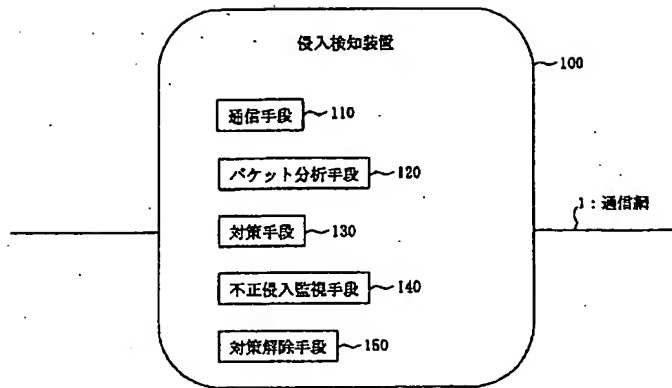 侵入検知装置
100
通信手段 110
パケット分析手段 120
1:通信網
対策手段 130
不正侵入監視手段 140
対策解除手段 150